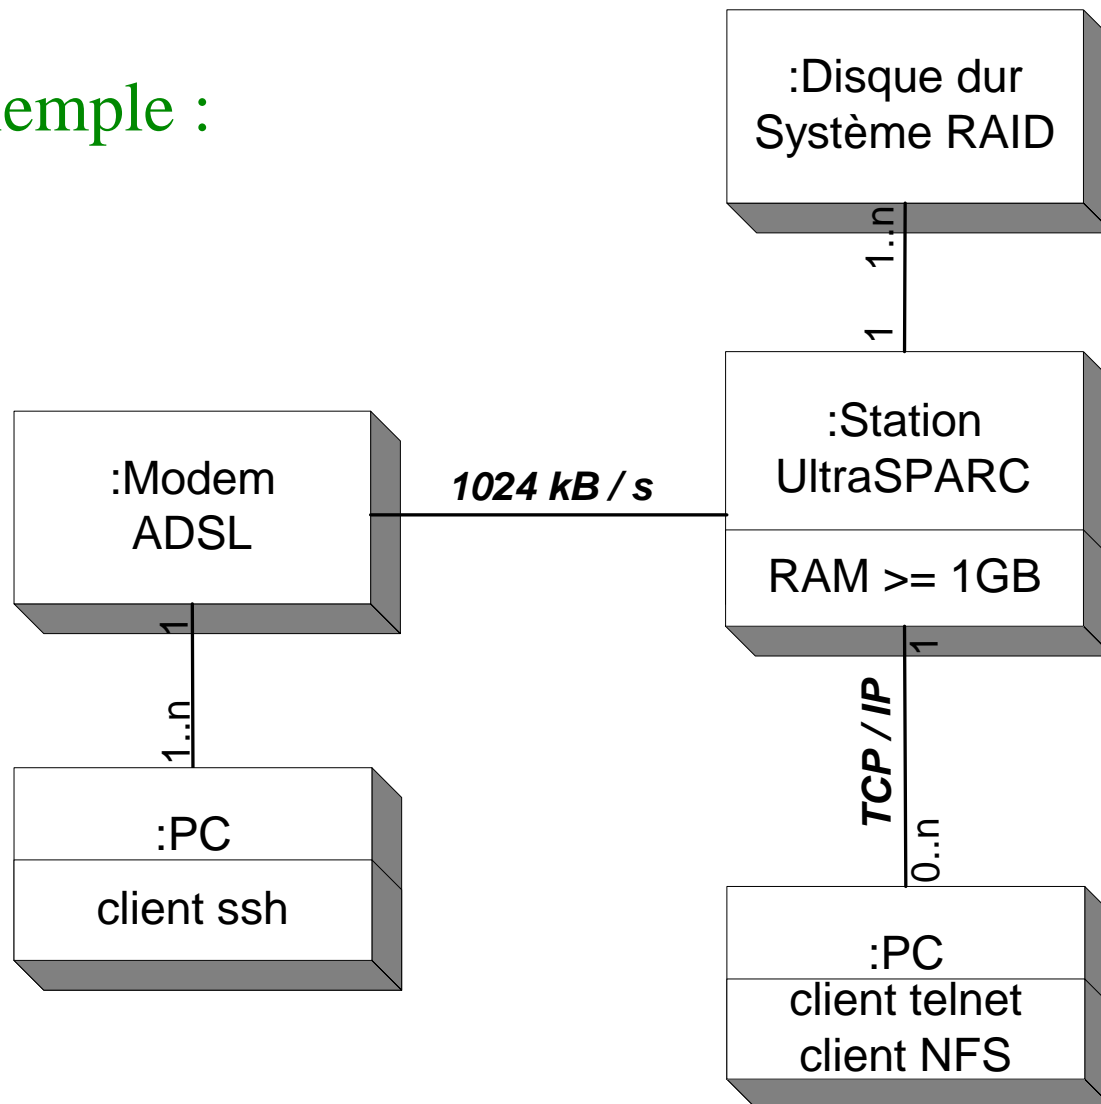 emple :
:Disque dur
Système RAID
1..n
1
:Station
UltraSPARC
RAM >= 1GB
:Modem
ADSL
1024 kB / s
1
1..n
:PC
client ssh
1
TCP / IP
0..n
:PC
client telnet
client NFS